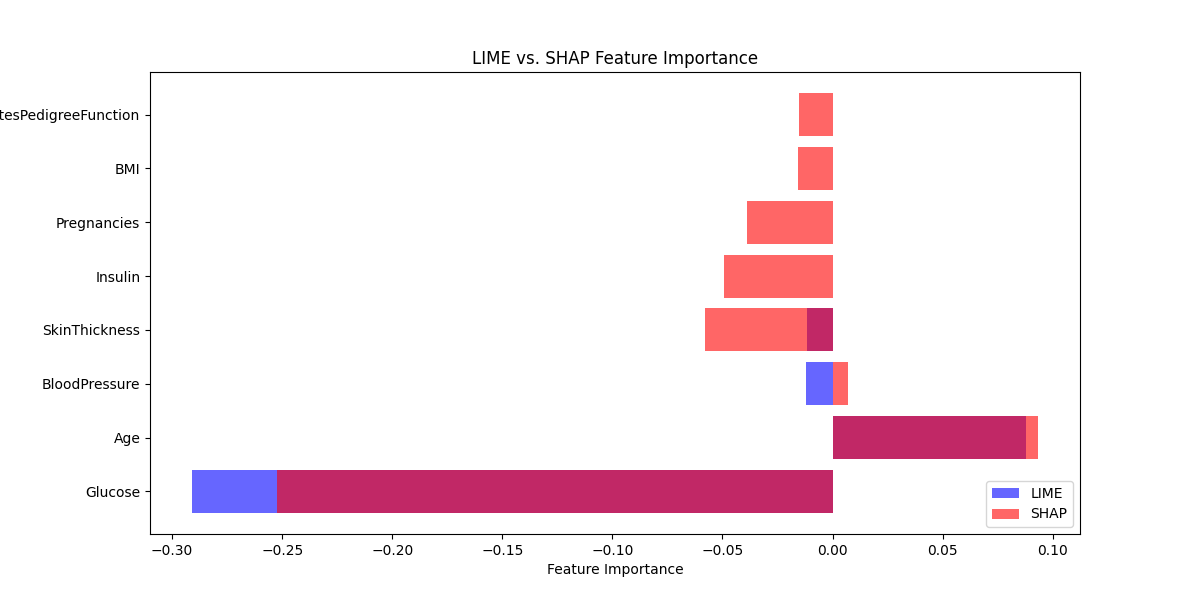 LIME vs. SHAP Feature Importance
tesPedigreeFunction
BMI
Pregnancies
Insulin
SkinThickness
BloodPressure
Age
Glucose
LIME
SHAP
−0.30 −0.25 −0.20 −0.15 −0.10 −0.05 0.00 0.05 0.10
Feature Importance